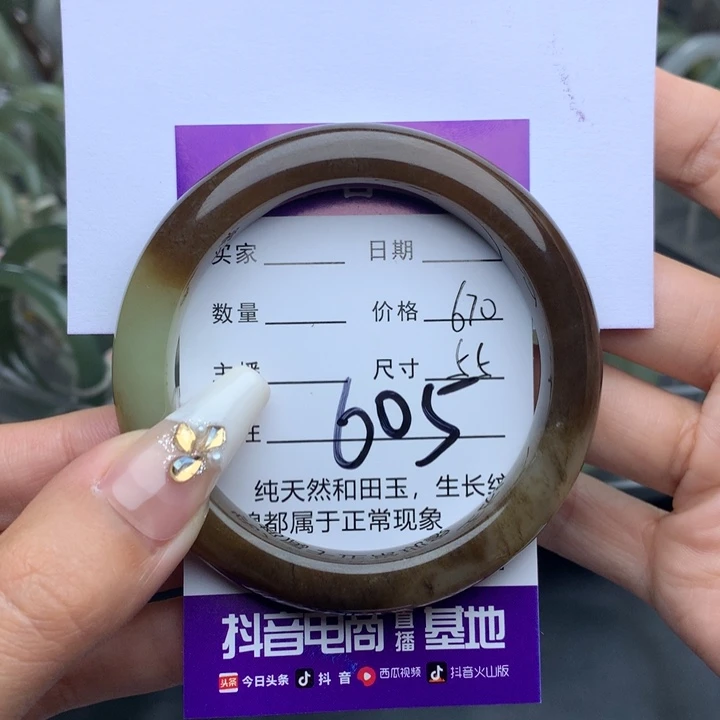 买家 日期
数量 价格 670
主播 尺寸 55
605
纯天然和田玉，生长纹
都属于正常现象
抖音电商 直播 基地
头条 今日头条 抖音 西瓜视频 抖音火山版